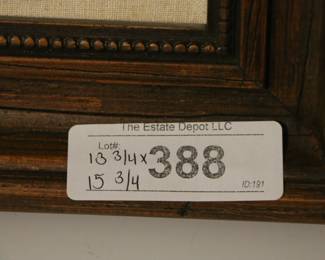 The Estate Depot LLC
Lot#:
13 3/4 x 388
15 3/4
ID:191